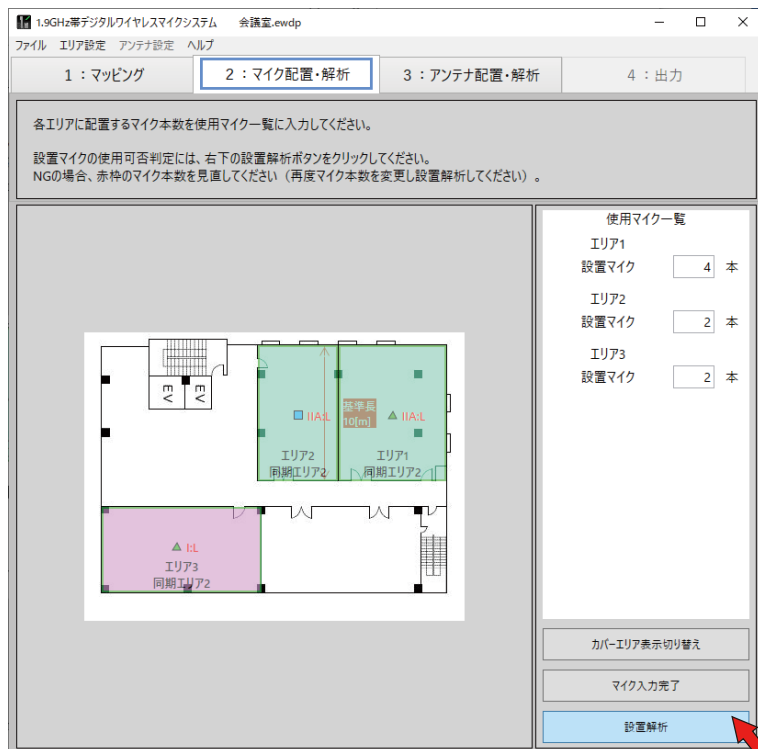 1.9GHz帯デジタルワイヤレスマイクシステム 会議室.ewdp
ファイル エリア設定 アンテナ設定 ヘルプ
1：マッピング 2：マイク配置・解析 3：アンテナ配置・解析 4：出力
各エリアに配置するマイク本数を使用マイク一覧に入力してください。
設置マイクの使用可否判定には、右下の設置解析ボタンをクリックしてください。
NGの場合、赤枠のマイク本数を見直してください（再度マイク本数を変更し設置解析してください）。
EV EV
IIA:L
基準長
10[m]
IIA:L
エリア2
同期エリア2
エリア1
同期エリア2
I:L
エリア3
同期エリア2
使用マイク一覧
エリア1
設置マイク 4 本
エリア2
設置マイク 2 本
エリア3
設置マイク 2 本
カバーエリア表示切り替え
マイク入力完了
設置解析